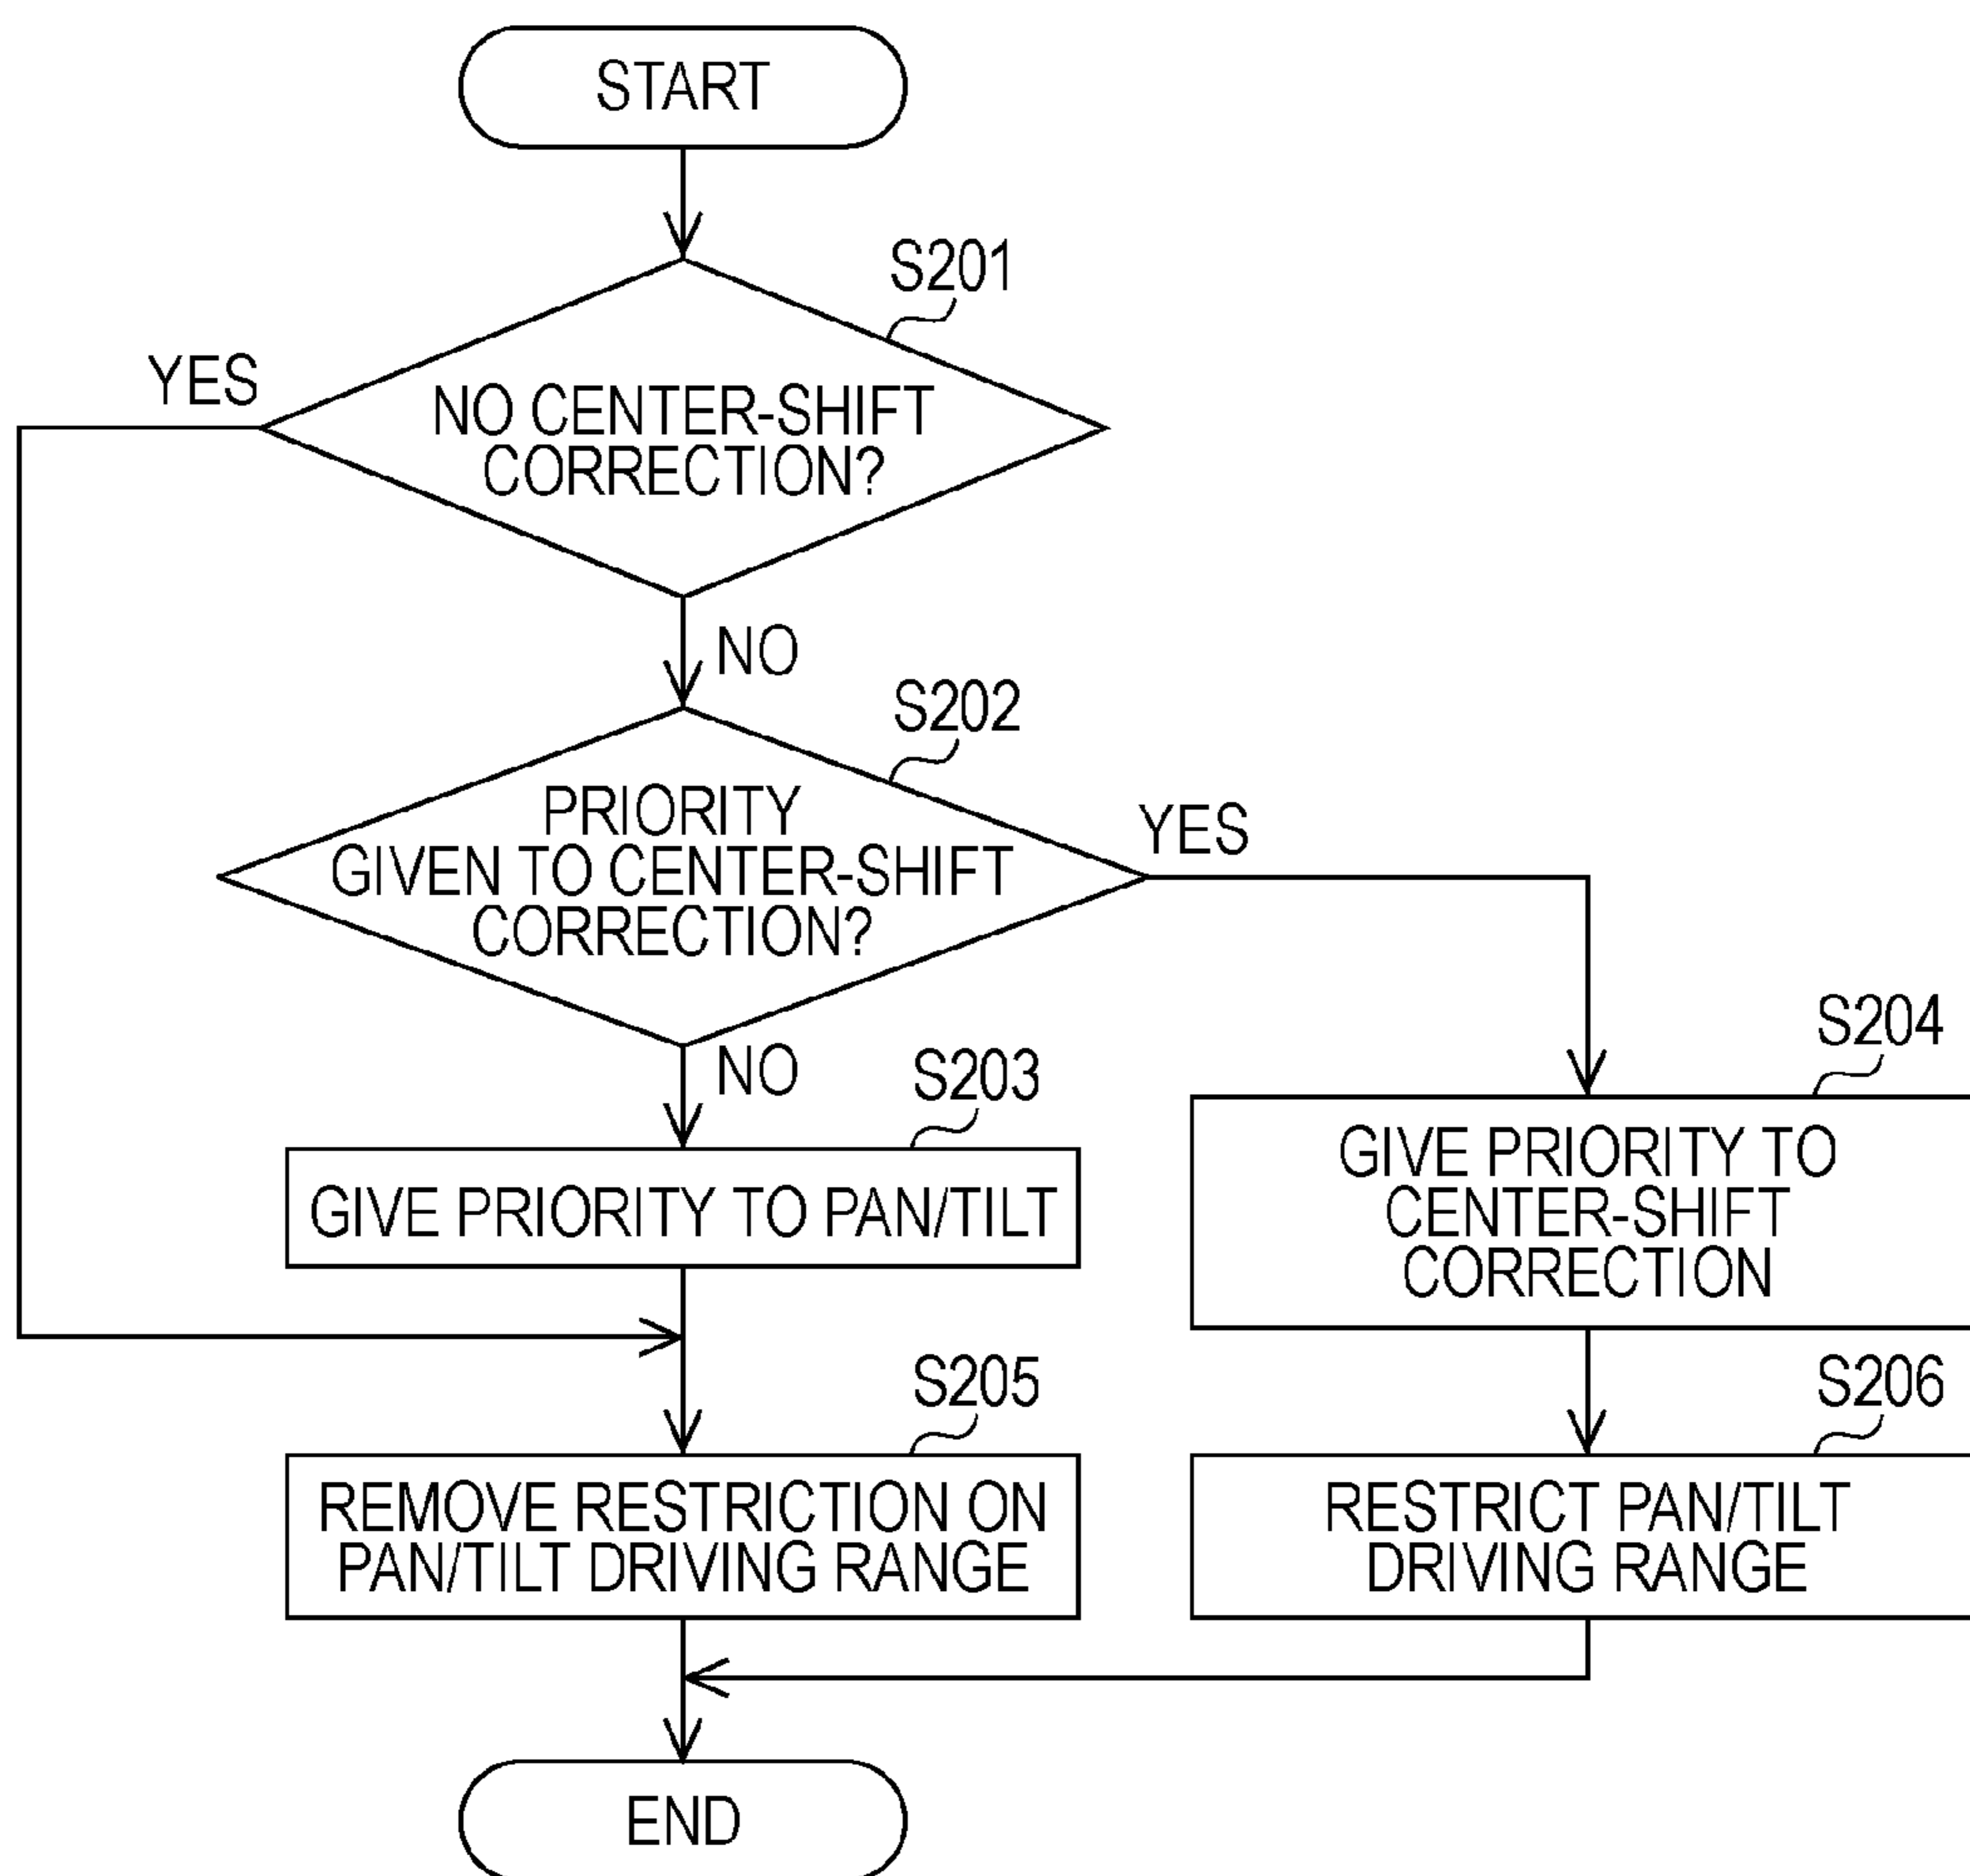 START
S201
YES
NO CENTER-SHIFT
CORRECTION?
NO
S202
PRIORITY
GIVEN TO CENTER-SHIFT
CORRECTION?
YES
NO
S203
GIVE PRIORITY TO PAN/TILT
S204
GIVE PRIORITY TO
CENTER-SHIFT
CORRECTION
S205
REMOVE RESTRICTION ON
PAN/TILT DRIVING RANGE
S206
RESTRICT PAN/TILT
DRIVING RANGE
END